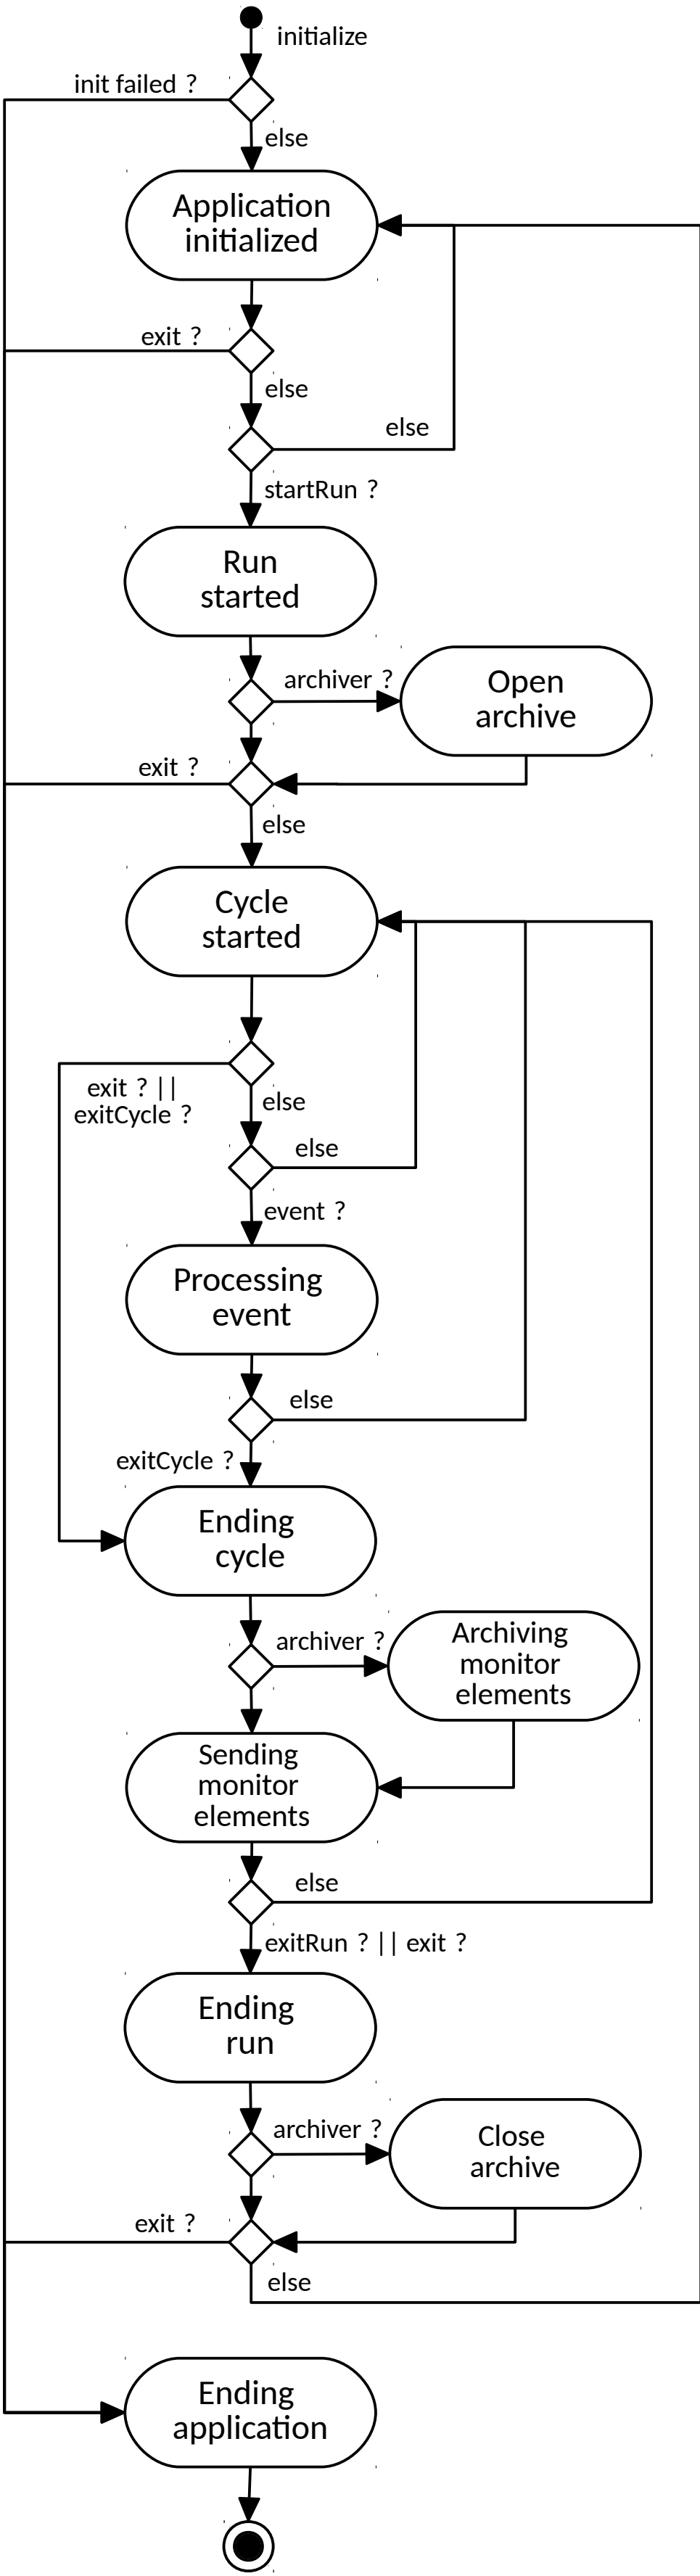 initialize
init failed ?
else
Application
initialized
exit ?
else
else
startRun ?
Run
started
archiver ?
Open
archive
exit ?
else
Cycle
started
exit ? ||
exitCycle ?
else
else
event ?
Processing
event
else
exitCycle ?
Ending
cycle
archiver ?
Archiving
monitor
elements
Sending
monitor
elements
else
exitRun ? || exit ?
Ending
run
archiver ?
Close
archive
exit ?
else
Ending
application